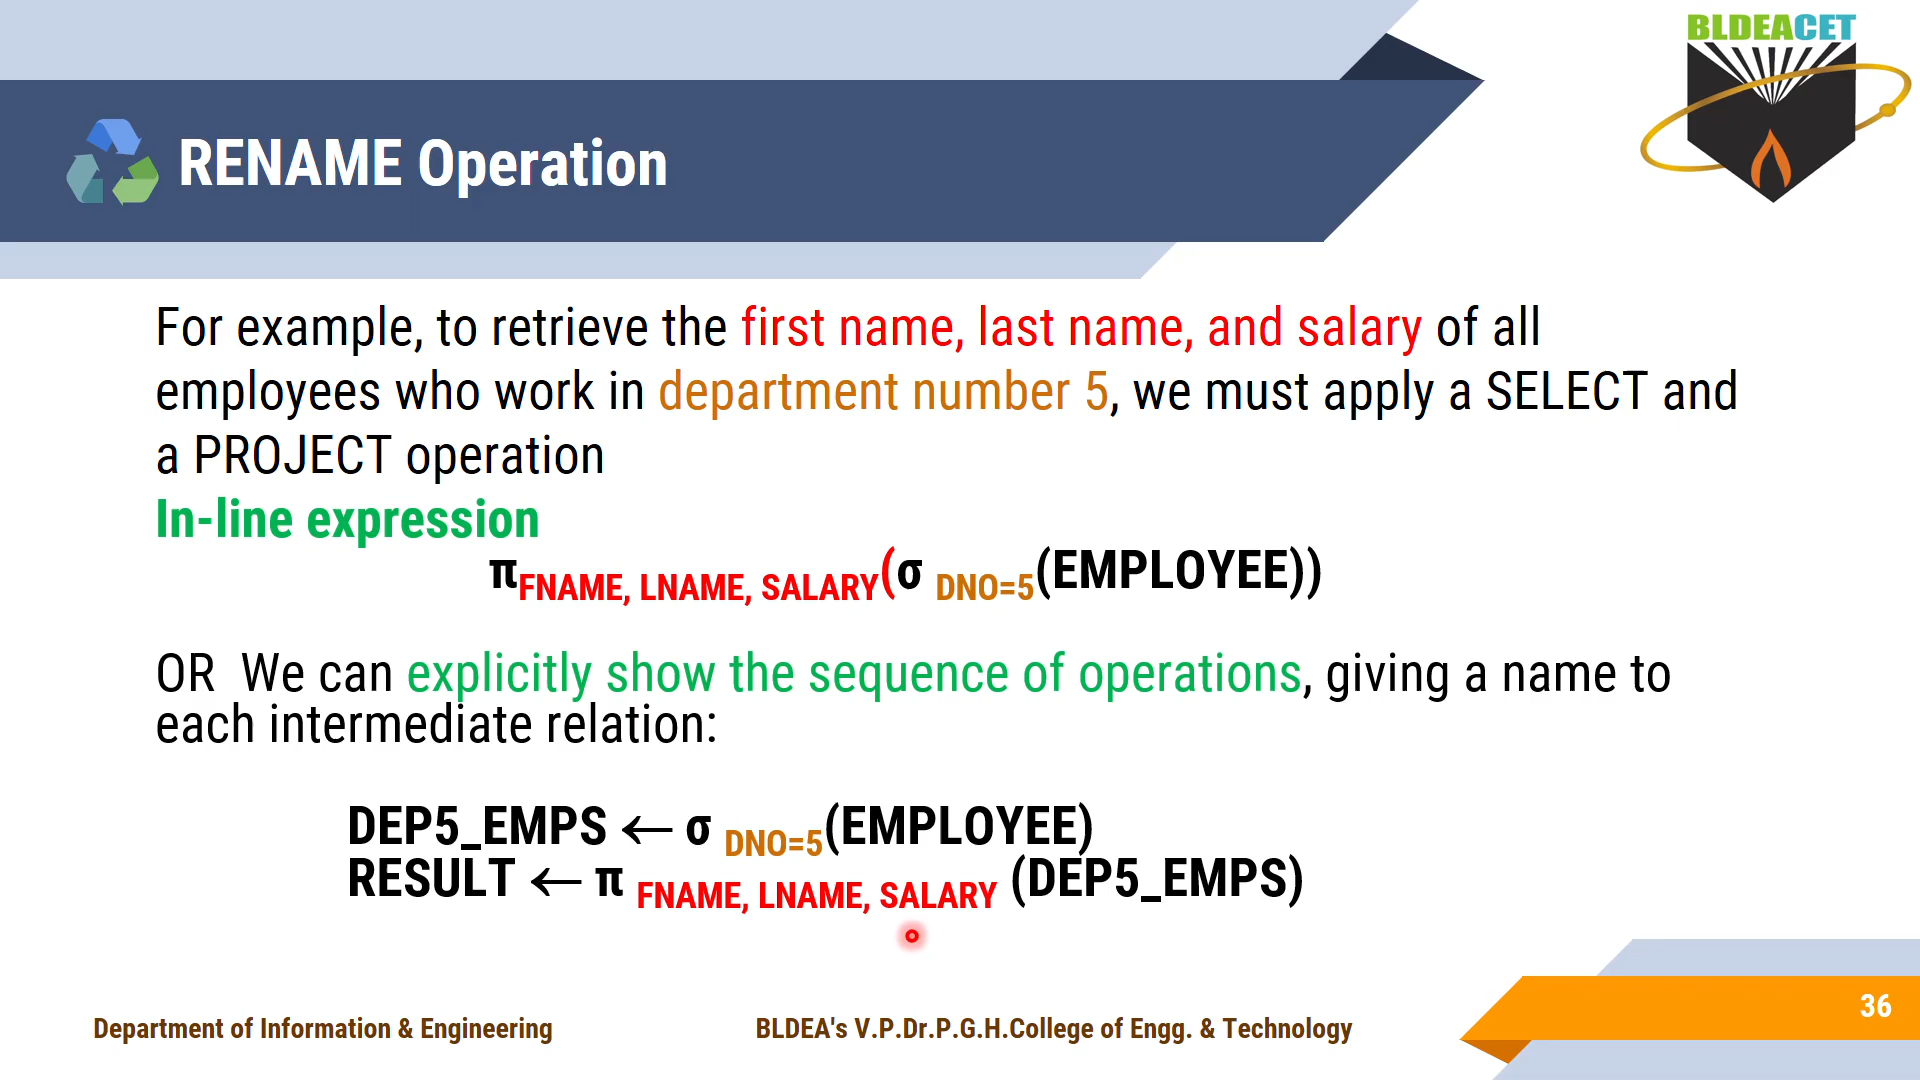 BLDEACET
RENAME Operation
For example, to retrieve the first name, last name, and salary of all
employees who work in department number 5, we must apply a SELECT and
a PROJECT operation
In-line expression
πFNAME, LNAME, SALARY(σ DNO=5(EMPLOYEE))
OR We can explicitly show the sequence of operations, giving a name to
each intermediate relation:
DEP5_EMPS ← σ DNO=5(EMPLOYEE)
RESULT ← π FNAME, LNAME, SALARY (DEP5_EMPS)
36
Department of Information & Engineering
BLDEA's V.P.Dr.P.G.H.College of Engg. & Technology